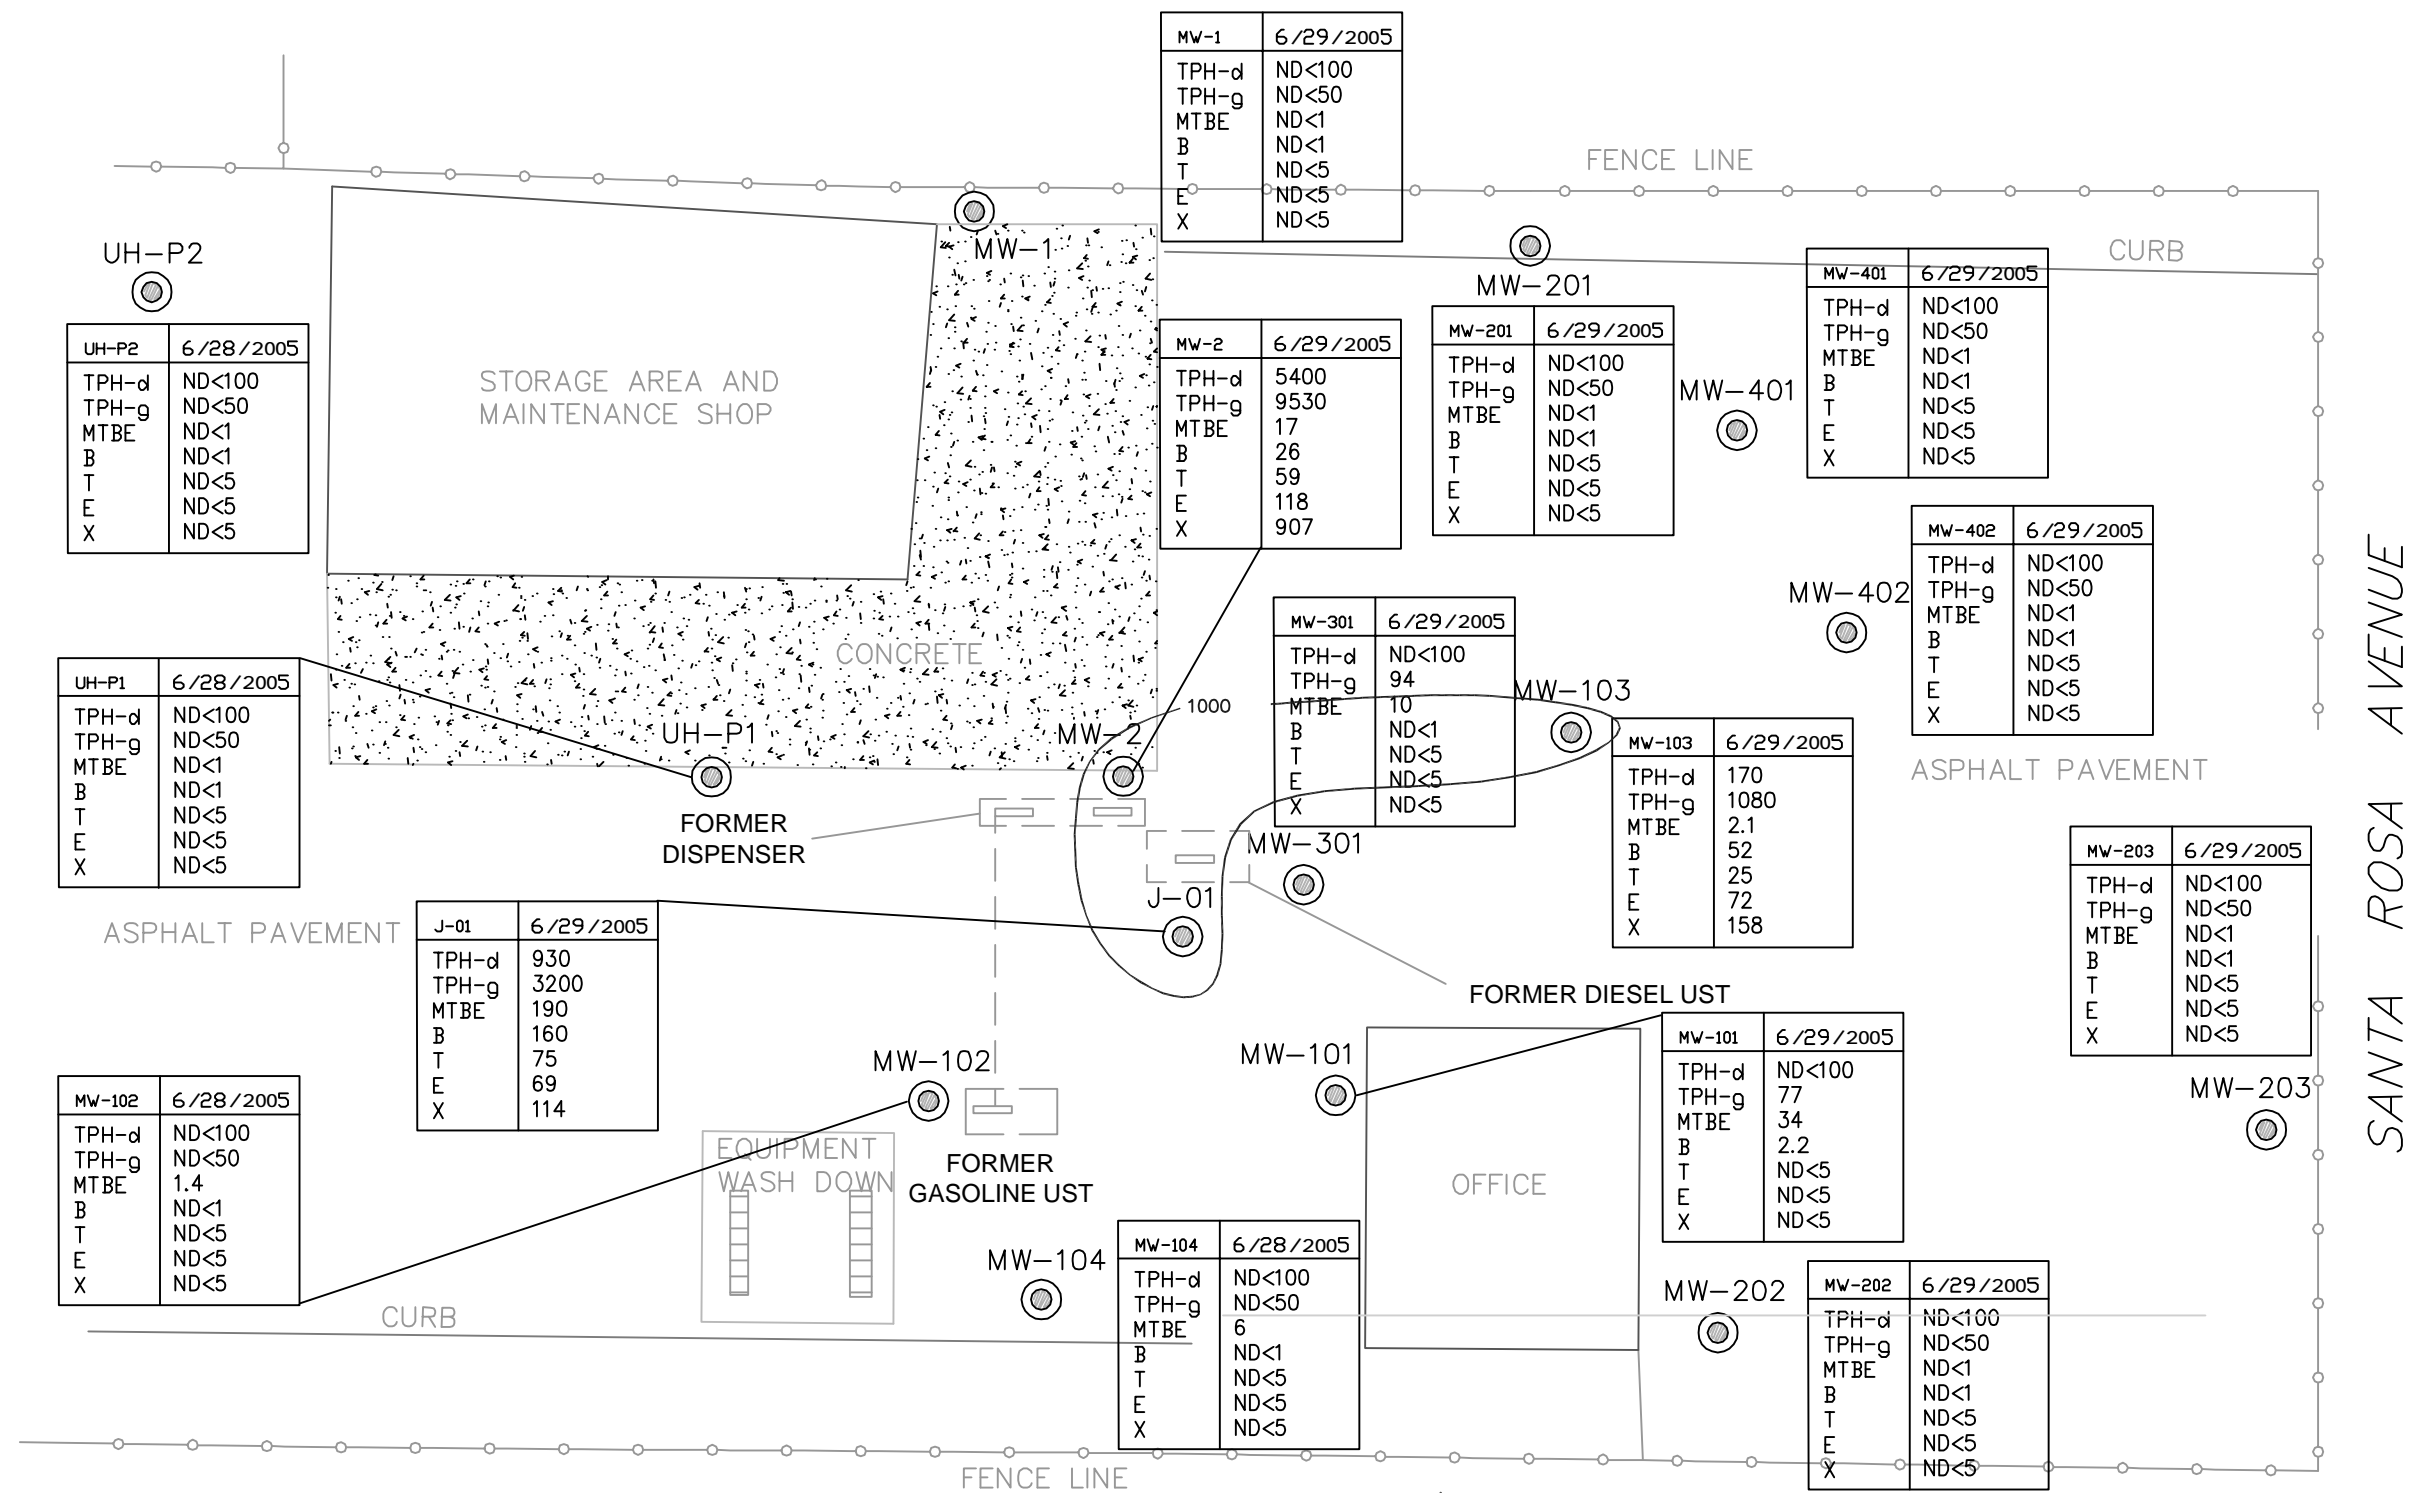 MW-1 6/29/2005
TPH-d ND<100
TPH-g ND<50
MTBE ND<1
B ND<1
T ND<5
E ND<5
X ND<5
FENCE LINE
UH-P2
MW-1
MW-201
CURB
UH-P2 6/28/2005
TPH-d ND<100
TPH-g ND<50
MTBE ND<1
B ND<1
T ND<5
E ND<5
X ND<5
STORAGE AREA AND
MAINTENANCE SHOP
MW-2 6/29/2005
TPH-d 5400
TPH-g 9530
MTBE 17
B 26
T 59
E 118
X 907
MW-201 6/29/2005
TPH-d ND<100
TPH-g ND<50
MTBE ND<1
B ND<1
T ND<5
E ND<5
X ND<5
MW-401
MW-401 6/29/2005
TPH-d ND<100
TPH-g ND<50
MTBE ND<1
B ND<1
T ND<5
E ND<5
X ND<5
MW-402
MW-402 6/29/2005
TPH-d ND<100
TPH-g ND<50
MTBE ND<1
B ND<1
T ND<5
E ND<5
X ND<5
SANTA ROSA AVENUE
CONCRETE
UH-P1 6/28/2005
TPH-d ND<100
TPH-g ND<50
MTBE ND<1
B ND<1
T ND<5
E ND<5
X ND<5
UH-P1
MW-2
1000
MW-301 6/29/2005
TPH-d ND<100
TPH-g 94
MTBE 10
B ND<1
T ND<5
E ND<5
X ND<5
MW-103
MW-103 6/29/2005
TPH-d 170
TPH-g 1080
MTBE 2.1
B 52
T 25
E 72
X 158
ASPHALT PAVEMENT
FORMER
DISPENSER
MW-301
J-01
MW-203 6/29/2005
TPH-d ND<100
TPH-g ND<50
MTBE ND<1
B ND<1
T ND<5
E ND<5
X ND<5
ASPHALT PAVEMENT
J-01 6/29/2005
TPH-d 930
TPH-g 3200
MTBE 190
B 160
T 75
E 69
X 114
FORMER DIESEL UST
MW-102
MW-101
MW-101 6/29/2005
TPH-d ND<100
TPH-g 77
MTBE 34
B 2.2
T ND<5
E ND<5
X ND<5
MW-203
MW-102 6/28/2005
TPH-d ND<100
TPH-g ND<50
MTBE 1.4
B ND<1
T ND<5
E ND<5
X ND<5
EQUIPMENT
WASH DOWN
FORMER
GASOLINE UST
OFFICE
MW-104
MW-104 6/28/2005
TPH-d ND<100
TPH-g ND<50
MTBE 6
B ND<1
T ND<5
E ND<5
X ND<5
MW-202
MW-202 6/29/2005
TPH-d ND<100
TPH-g ND<50
MTBE ND<1
B ND<1
T ND<5
E ND<5
X ND<5
CURB
FENCE LINE